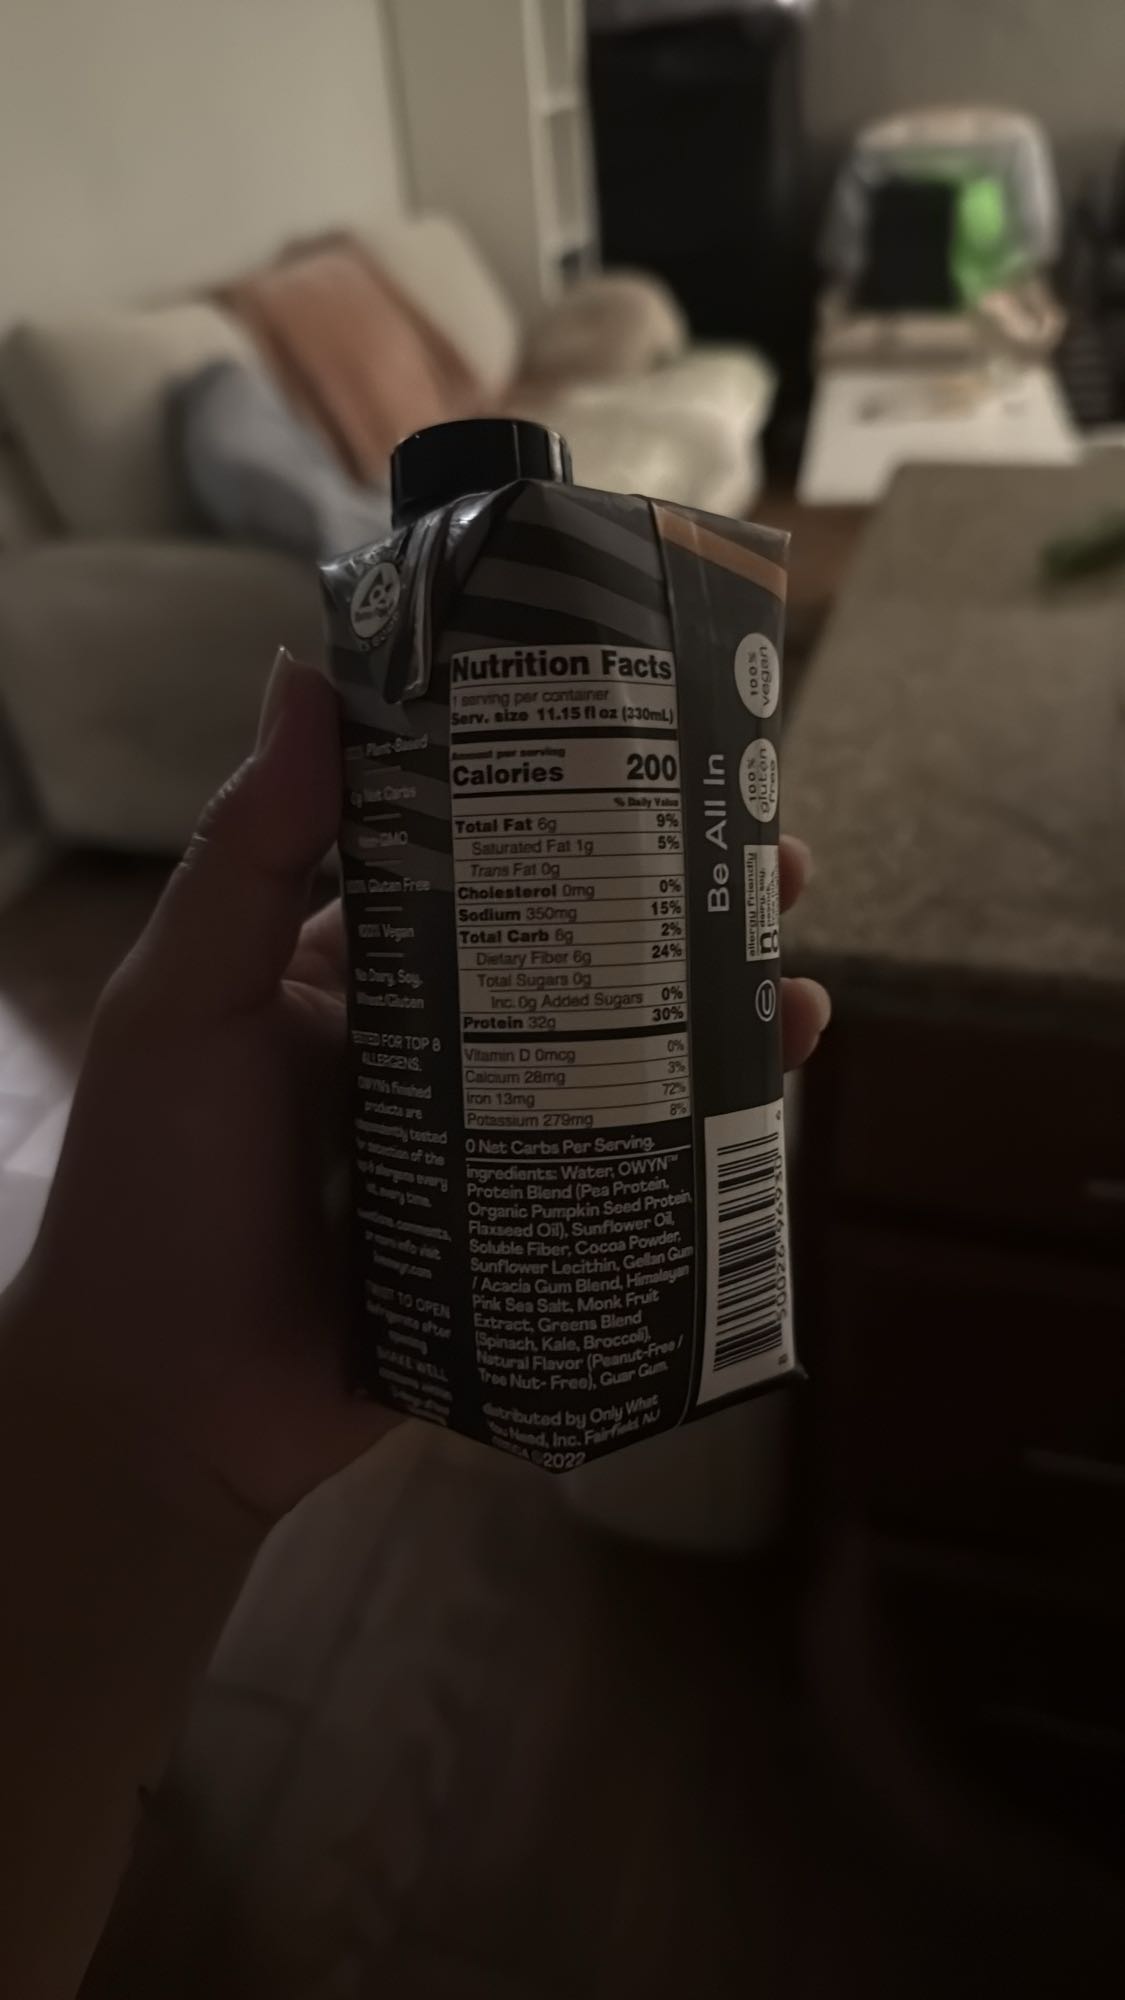 Plant-Based
0g Net Carbs
Non-GMO
100% Gluten Free
100% Vegan
No Dairy, Soy,
Wheat/Gluten
TESTED FOR TOP 8
ALLERGENS.
OWYN's finished
products are
independently tested
for detection of the
top 8 allergens every
lot, every time.
TWIST TO OPEN
Refrigerate after
opening
SHAKE WELL
Nutrition Facts
1 serving per container
Serv. size 11.15 fl oz (330mL)
Amount per serving
Calories 200
% Daily Value
Total Fat 6g 9%
Saturated Fat 1g 5%
Trans Fat 0g
Cholesterol 0mg 0%
Sodium 350mg 15%
Total Carb 6g 2%
Dietary Fiber 6g 24%
Total Sugars 0g
Inc. 0g Added Sugars 0%
Protein 32g 30%
Vitamin D 0mcg 0%
Calcium 28mg 3%
Iron 13mg 72%
Potassium 279mg 8%
0 Net Carbs Per Serving.
ingredients: Water, OWYN™
Protein Blend (Pea Protein,
Organic Pumpkin Seed Protein,
Flaxseed Oil), Sunflower Oil,
Soluble Fiber, Cocoa Powder,
Sunflower Lecithin, Gellan Gum
/ Acacia Gum Blend, Himalayan
Pink Sea Salt, Monk Fruit
Extract, Greens Blend
(Spinach, Kale, Broccoli),
Natural Flavor (Peanut-Free /
Tree Nut- Free), Guar Gum.
distributed by Only What
You Need, Inc. Fairfield NJ
©2022
Be All In
100%
vegan
100%
gluten
free
allergy friendly
n
dairy, soy,
U